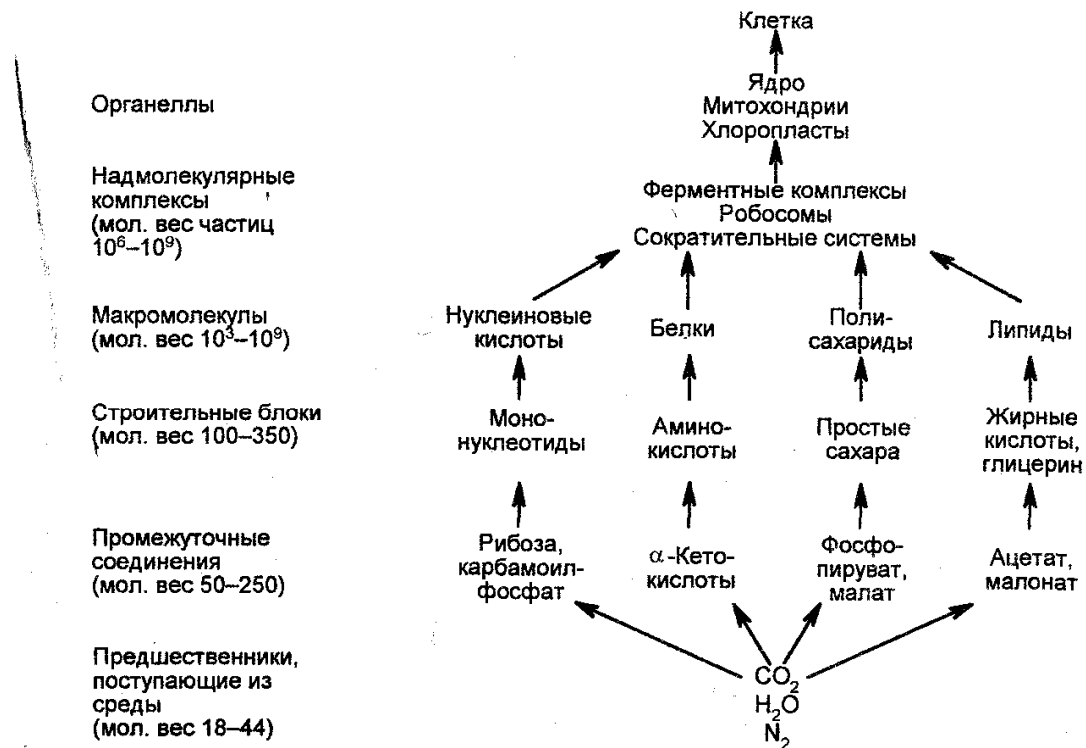 Клетка
Органеллы
Ядро
Митохондрии
Хлоропласты
Надмолекулярные
комплексы
(мол. вес частиц
10⁶–10⁹)
Ферментные комплексы
Робосомы
Сократительные системы
Макромолекулы
(мол. вес 10³–10⁹)
Нуклеиновые
кислоты
Белки
Поли-
сахариды
Липиды
Строительные блоки
(мол. вес 100–350)
Моно-
нуклеотиды
Амино-
кислоты
Простые
сахара
Жирные
кислоты,
глицерин
Промежуточные
соединения
(мол. вес 50–250)
Рибоза,
карбамоил-
фосфат
α-Кето-
кислоты
Фосфо-
пируват,
малат
Ацетат,
малонат
Предшественники,
поступающие из
среды
(мол. вес 18–44)
CO₂
H₂O
N₂